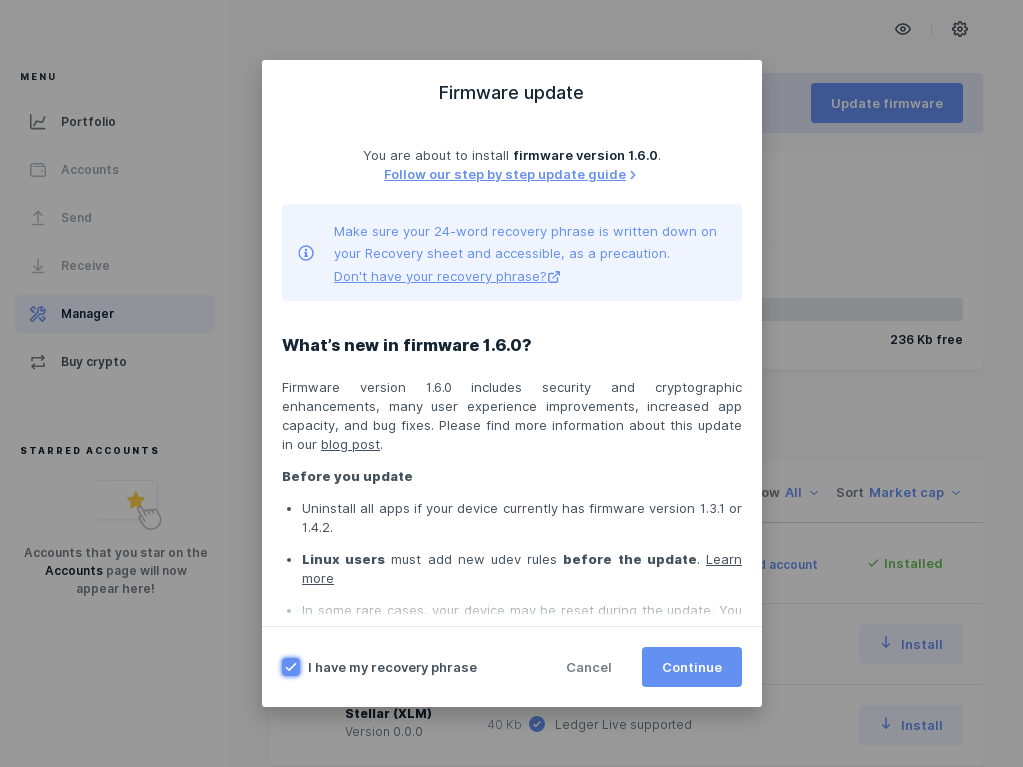 MENU
Portfolio
Accounts
Send
Receive
Manager
Buy crypto
STARRED ACCOUNTS
Accounts that you star on the
Accounts page will now
appear here!
Update firmware
236 Kb free
All
Sort Market cap
account
Installed
Install
Stellar (XLM)
Version 0.0.0
40 Kb
Ledger Live supported
Install
Firmware update
You are about to install firmware version 1.6.0.
Follow our step by step update guide
Make sure your 24-word recovery phrase is written down on
your Recovery sheet and accessible, as a precaution.
Don't have your recovery phrase?
What’s new in firmware 1.6.0?
Firmware version 1.6.0 includes security and cryptographic
enhancements, many user experience improvements, increased app
capacity, and bug fixes. Please find more information about this update
in our blog post.
Before you update
• Uninstall all apps if your device currently has firmware version 1.3.1 or
1.4.2.
• Linux users must add new udev rules before the update. Learn
more
• In some rare cases, your device may be reset during the update. You
I have my recovery phrase
Cancel
Continue